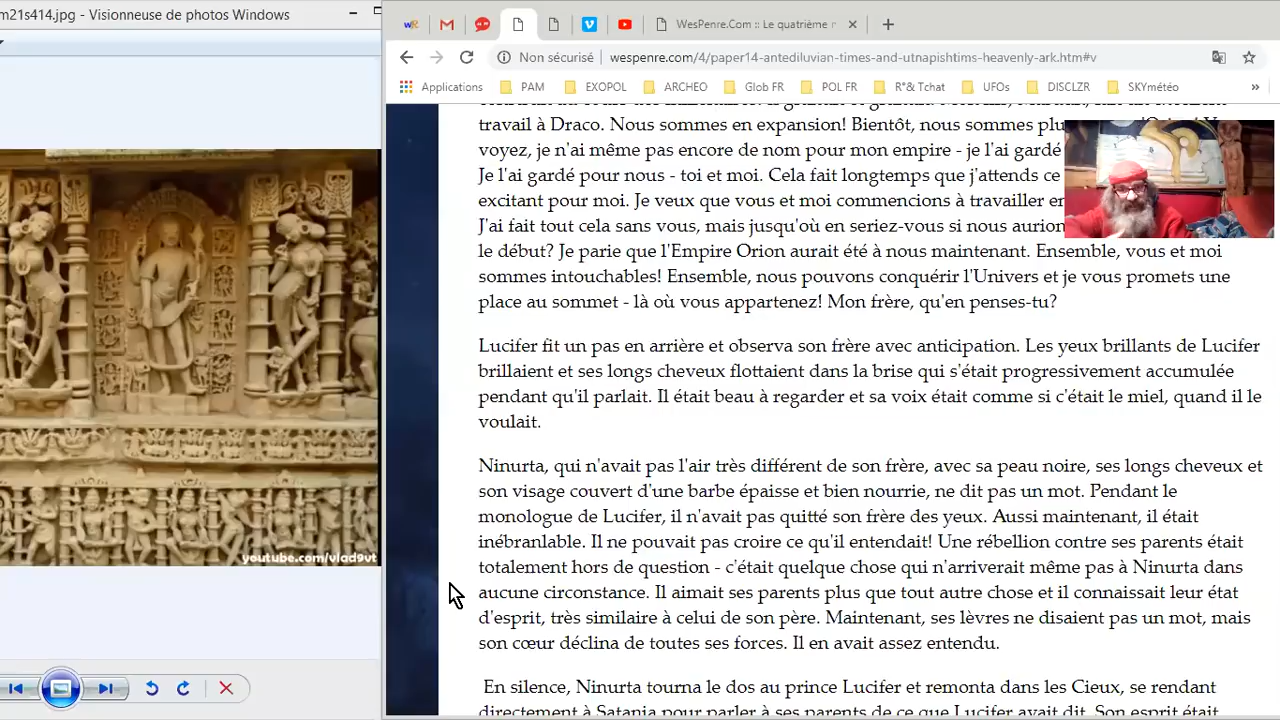 m21s414.jpg - Visionneuse de photos Windows
youtube.com/vlad9vt
WesPenre.Com :: Le quatrième
Non sécurisé | wespenre.com/4/paper14-antediluvian-times-and-utnapishtims-heavenly-ark.htm#v
Applications PAM EXOPOL ARCHEO Glob FR POL FR R°& Tchat UFOs DISCLZR SKYméteo »
travail à Draco. Nous sommes en expansion! Bientôt, nous sommes
voyez, je n'ai même pas encore de nom pour mon empire - je l'ai gardé
Je l'ai gardé pour nous - toi et moi. Cela fait longtemps que j'attends ce
excitant pour moi. Je veux que vous et moi commencions à travailler
J'ai fait tout cela sans vous, mais jusqu'où en seriez-vous si nous
le début? Je parie que l'Empire Orion aurait été à nous maintenant. Ensemble, vous et moi
sommes intouchables! Ensemble, nous pouvons conquérir l'Univers et je vous promets une
place au sommet - là où vous appartenez! Mon frère, qu'en penses-tu?
Lucifer fit un pas en arrière et observa son frère avec anticipation. Les yeux brillants de Lucifer
brillaient et ses longs cheveux flottaient dans la brise qui s'était progressivement accumulée
pendant qu'il parlait. Il était beau à regarder et sa voix était comme si c'était le miel, quand il le
voulait.
Ninurta, qui n'avait pas l'air très différent de son frère, avec sa peau noire, ses longs cheveux et
son visage couvert d'une barbe épaisse et bien nourrie, ne dit pas un mot. Pendant le
monologue de Lucifer, il n'avait pas quitté son frère des yeux. Aussi maintenant, il était
inébranlable. Il ne pouvait pas croire ce qu'il entendait! Une rébellion contre ses parents était
totalement hors de question - c'était quelque chose qui n'arriverait même pas à Ninurta dans
aucune circonstance. Il aimait ses parents plus que tout autre chose et il connaissait leur état
d'esprit, très similaire à celui de son père. Maintenant, ses lèvres ne disaient pas un mot, mais
son cœur déclina de toutes ses forces. Il en avait assez entendu.
En silence, Ninurta tourna le dos au prince Lucifer et remonta dans les Cieux, se rendant
directement à Satania pour parler à ses parents de ce que Lucifer avait dit. Son esprit était